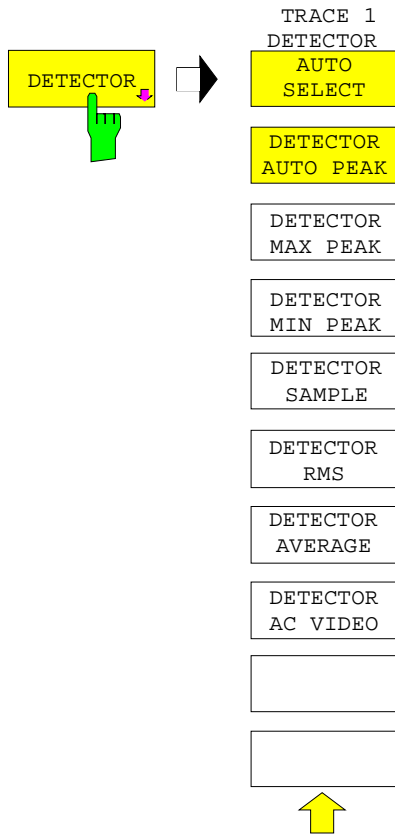 TRACE 1
DETECTOR
DETECTOR
AUTO
SELECT
DETECTOR
AUTO PEAK
DETECTOR
MAX PEAK
DETECTOR
MIN PEAK
DETECTOR
SAMPLE
DETECTOR
RMS
DETECTOR
AVERAGE
DETECTOR
AC VIDEO